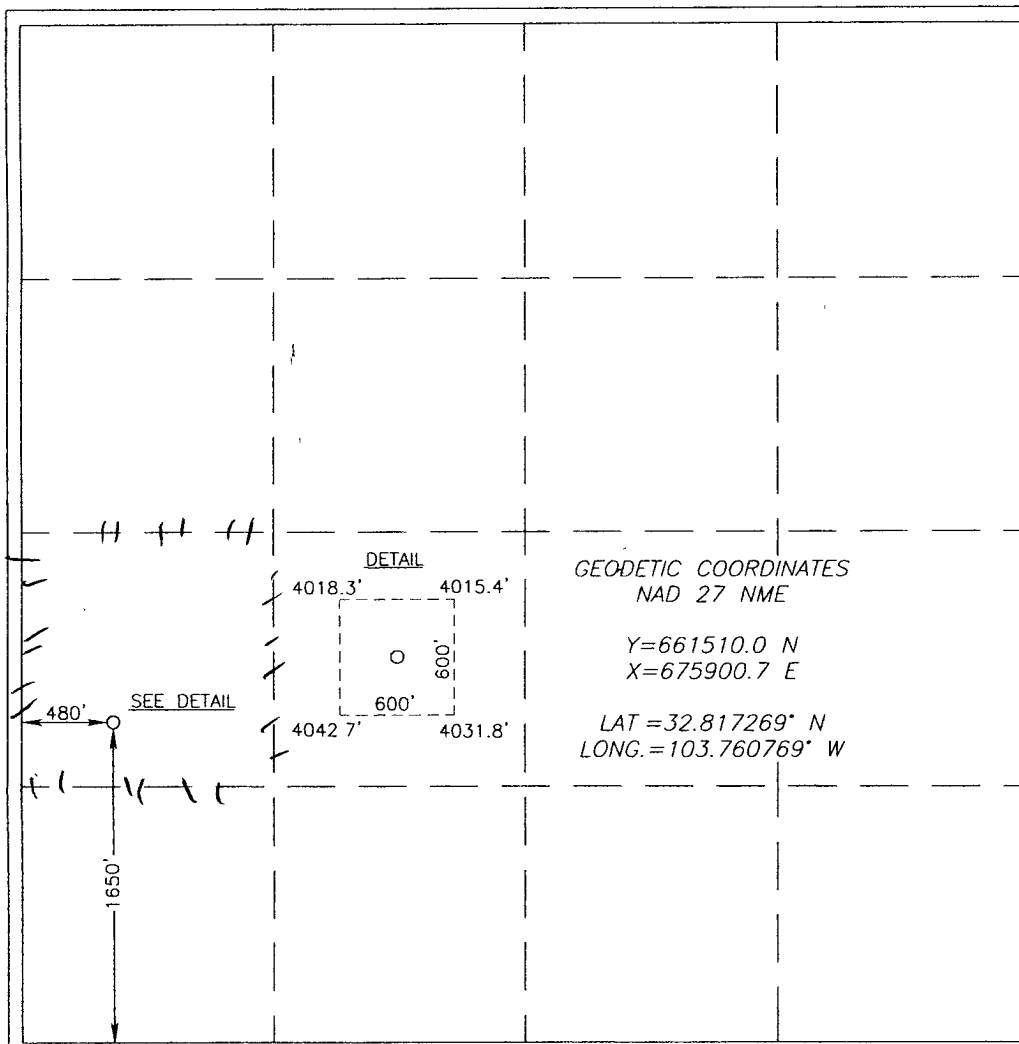 DETAIL
4018.3' 4015.4'
600'
600'
4042 7' 4031.8'
GEODETIC COORDINATES
NAD 27 NME
Y=661510.0 N
X=675900.7 E
LAT =32.817269° N
LONG.=103.760769° W
SEE DETAIL
480'
1650'